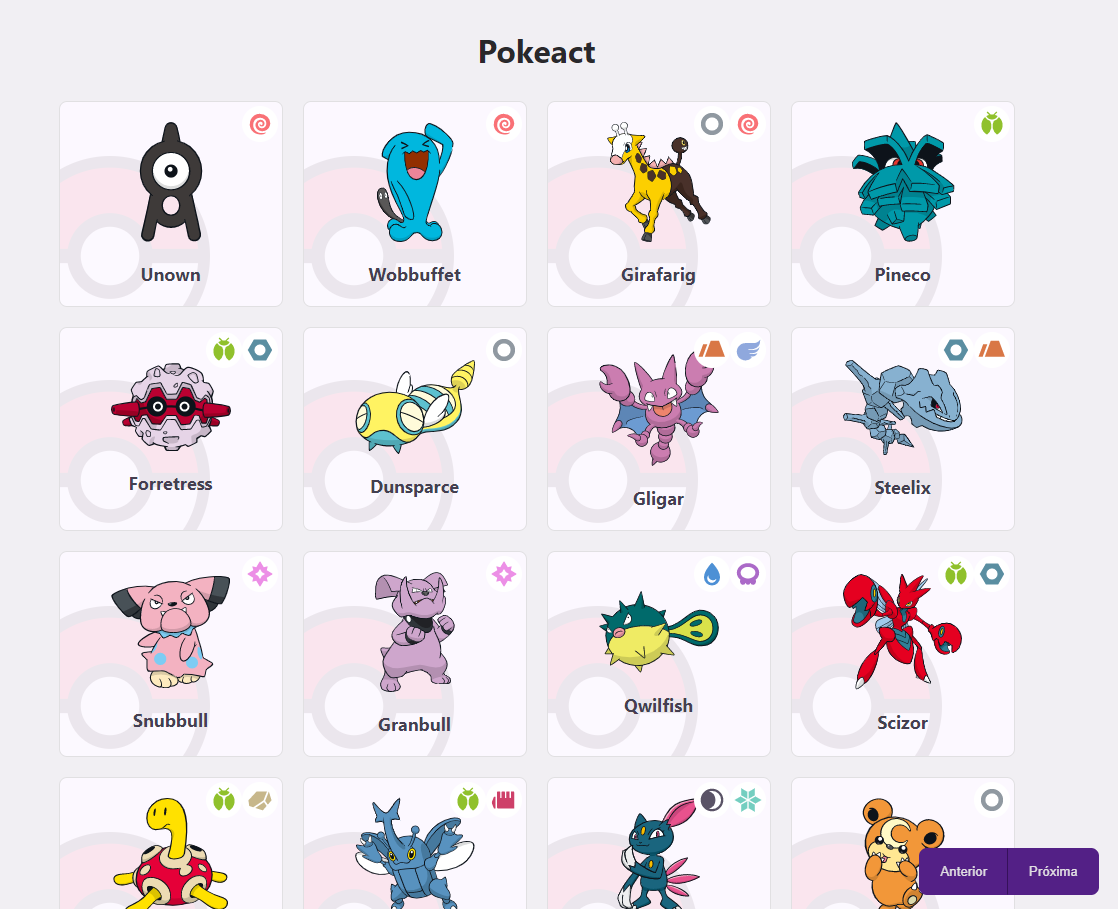 Pokeact
Unown
Wobbuffet
Girafarig
Pineco
Forretress
Dunsparce
Gligar
Steelix
Snubbull
Granbull
Qwilfish
Scizor
Anterior
Próxima